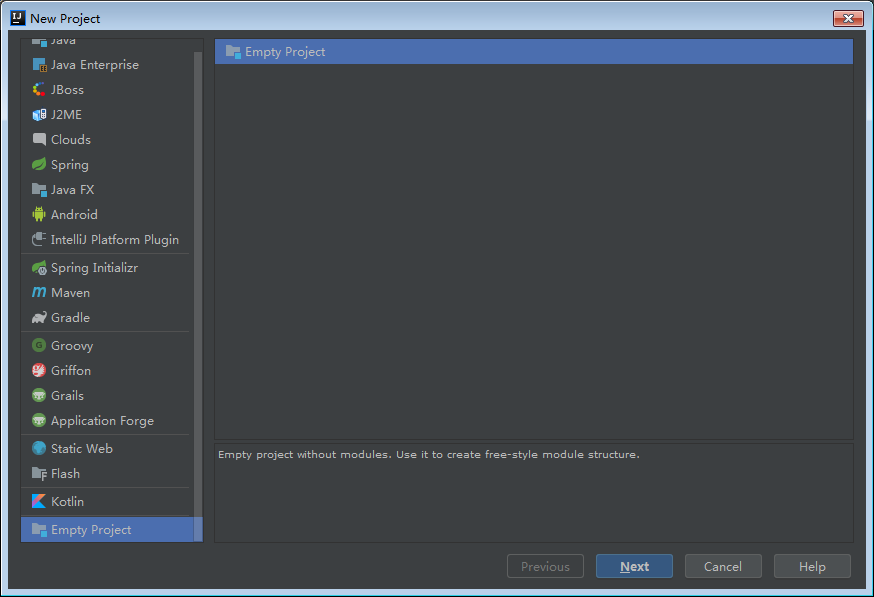 IJ New Project
Java
Java Enterprise
JBoss
J2ME
Clouds
Spring
Java FX
Android
IntelliJ Platform Plugin
Spring Initializr
Maven
Gradle
Groovy
Griffon
Grails
Application Forge
Static Web
Flash
Kotlin
Empty Project
Empty Project
Empty project without modules. Use it to create free-style module structure.
Previous
Next
Cancel
Help